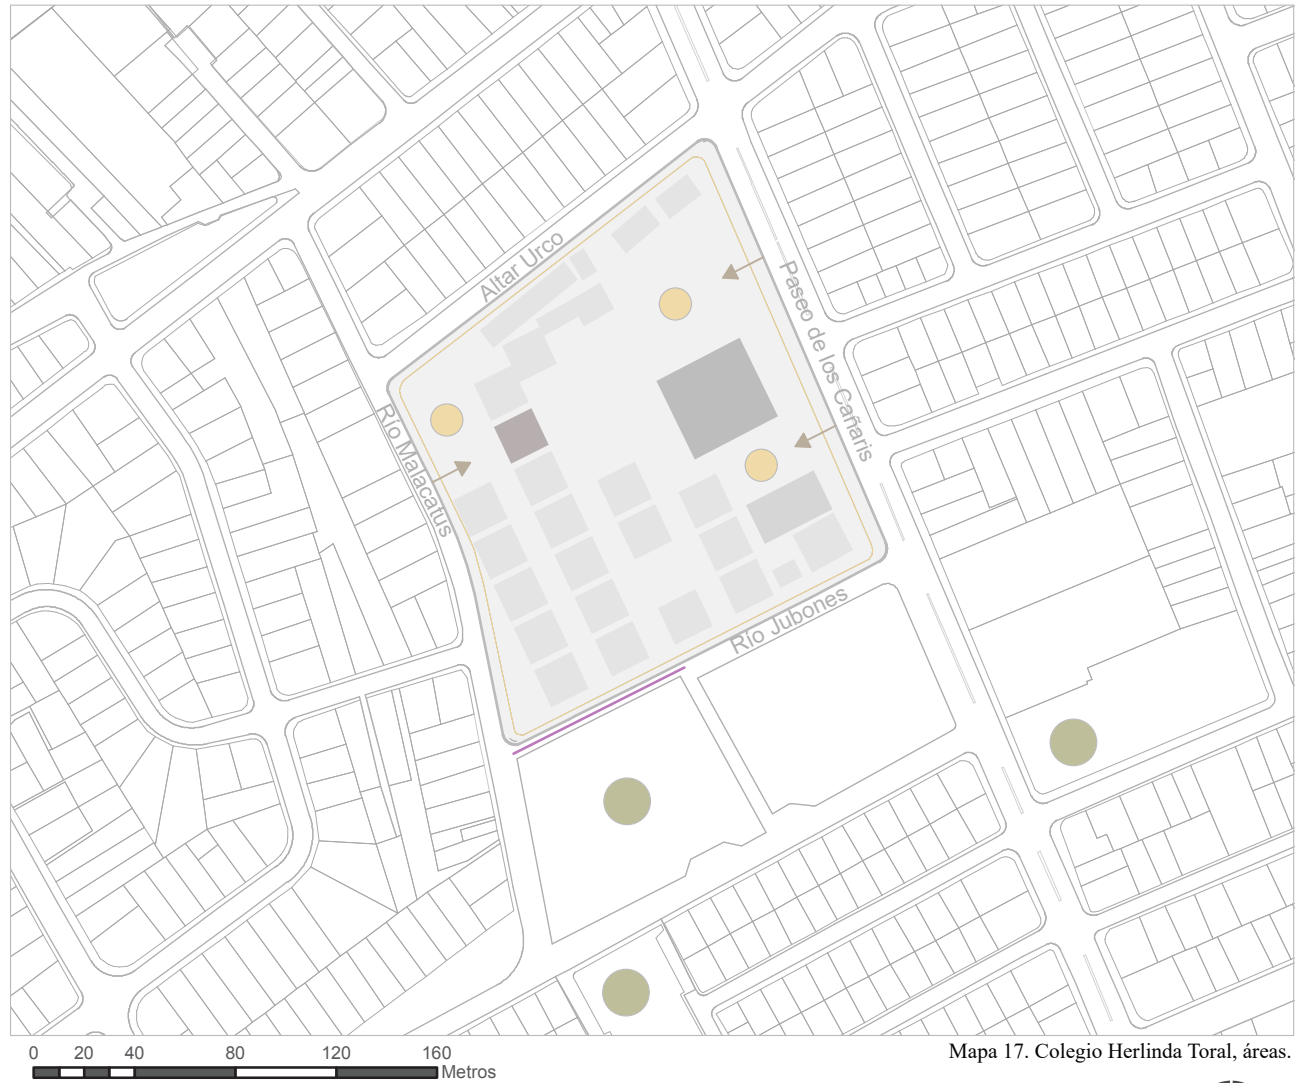 Altar Urco
Paseo de los Cañaris
Río Malacatus
Río Jubones
0 20 40 80 120 160
Metros
Mapa 17. Colegio Herlinda Toral, áreas.